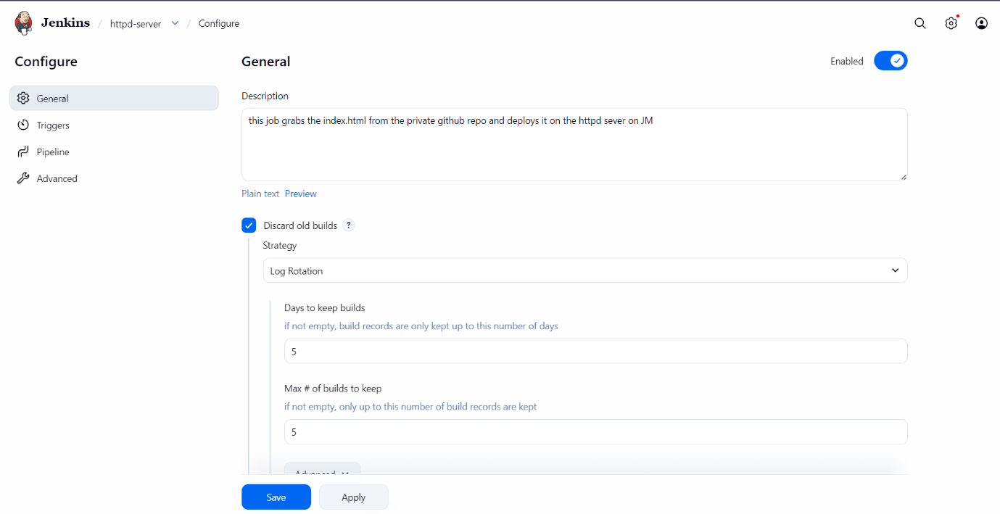 Jenkins / httpd-server / Configure
Configure
General
Triggers
Pipeline
Advanced
General
Enabled
Description
this job grabs the index.html from the private github repo and deploys it on the httpd sever on JM
Plain text Preview
Discard old builds ?
Strategy
Log Rotation
Days to keep builds
if not empty, build records are only kept up to this number of days
5
Max # of builds to keep
if not empty, only up to this number of build records are kept
5
Advanced
Save Apply